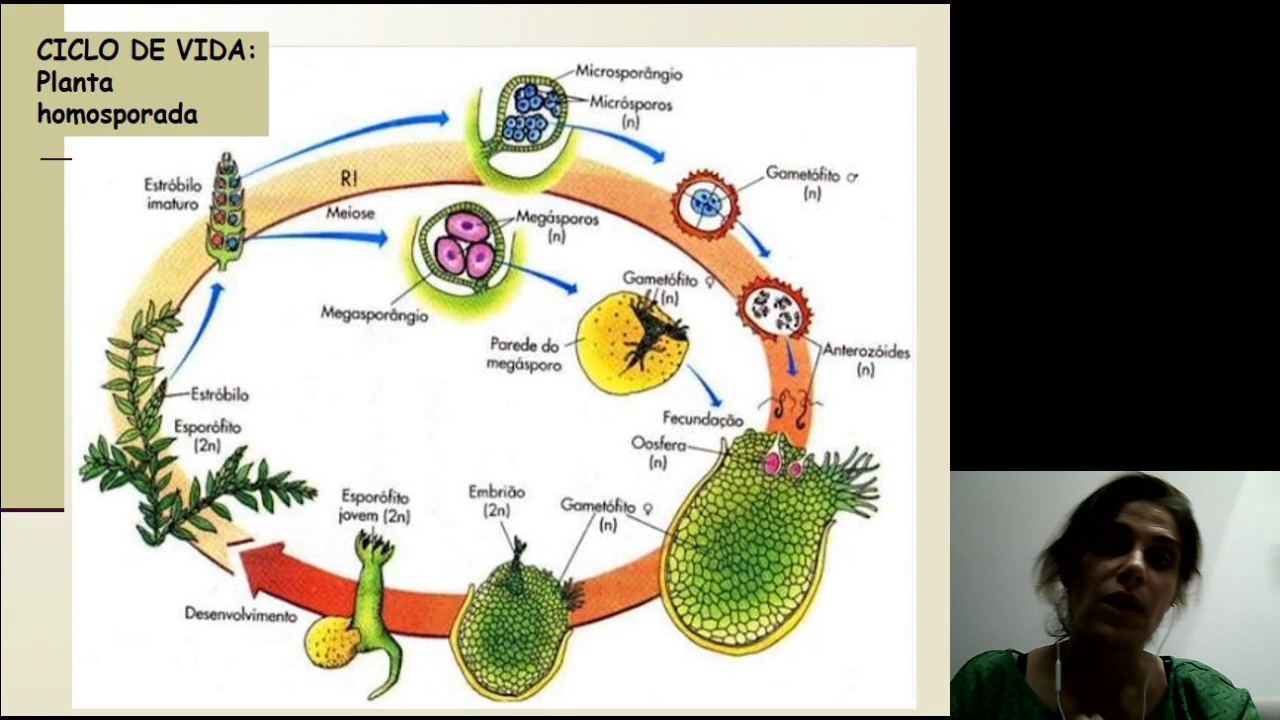 CICLO DE VIDA:
Planta
homosporada
Microsporângio
Micrósporos
(n)
Gametófito ♂
(n)
Estróbilo
imaturo
R!
Meiose
Megásporos
(n)
Gametófito ♀
(n)
Megasporângio
Parede do
megásporo
Anterozóides
(n)
Estróbilo
Fecundação
Esporófito
(2n)
Oosfera
(n)
Esporófito
jovem (2n)
Embrião
(2n)
Gametófito ♀
(n)
Desenvolvimento